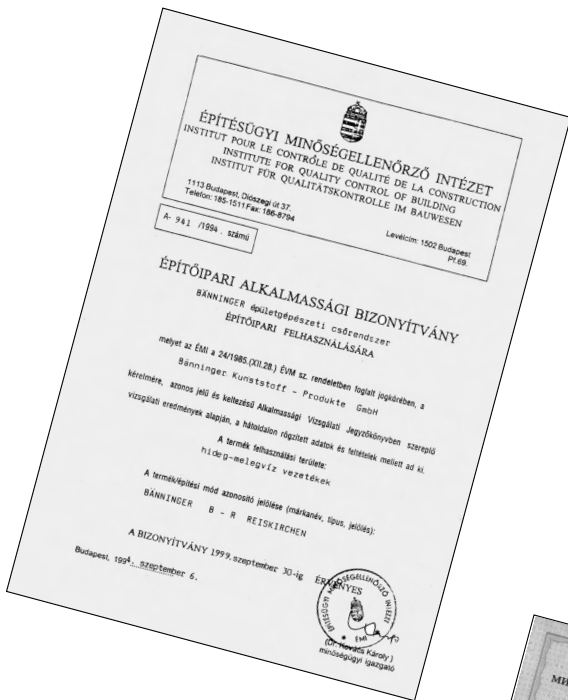 ÉPÍTÉSÜGYI MINŐSÉGELLENŐRZŐ INTÉZET
INSTITUT POUR LE CONTRÔLE DE QUALITÉ DE LA CONSTRUCTION
INSTITUTE FOR QUALITY CONTROL OF BUILDING
INSTITUT FÜR QUALITÄTSKONTROLLE IM BAUWESEN
1113 Budapest, Diószegi út 37.
Telefon: 185-1511 Fax: 186-8794
Levélcím: 1502 Budapest
Pf.69.
A- 941 /1994. számú
ÉPÍTŐIPARI ALKALMASSÁGI BIZONYÍTVÁNY
BÄNNINGER épületgépészeti csőrendszer
ÉPÍTŐIPARI FELHASZNÁLÁSÁRA
melyet az ÉMI a 24/1985.(XII.28.) ÉVM sz. rendeletben foglalt jogkörében, a
Bänninger Kunststoff - Produkte GmbH
kérelmére, azonos jelű és keltezésű Alkalmassági Vizsgálati Jegyzőkönyvben szereplő
vizsgálati eredmények alapján, a hátoldalon rögzített adatok és feltételek mellett ad ki.
A termék felhasználási területe:
hideg-melegvíz vezetékek
A termék/építési mód azonosító jelölése (márkanév, típus, jelölés):
BÄNNINGER B - R REISKIRCHEN
A BIZONYÍTVÁNY 1999.szeptember 30-ig ÉRVÉNYES
Budapest, 1994. szeptember 6.
ÉPÍTÉSÜGYI MINŐSÉGELLENŐRZŐ INTÉZET
ÉMI
(Dr. Kovács Károly)
minőségügyi igazgató